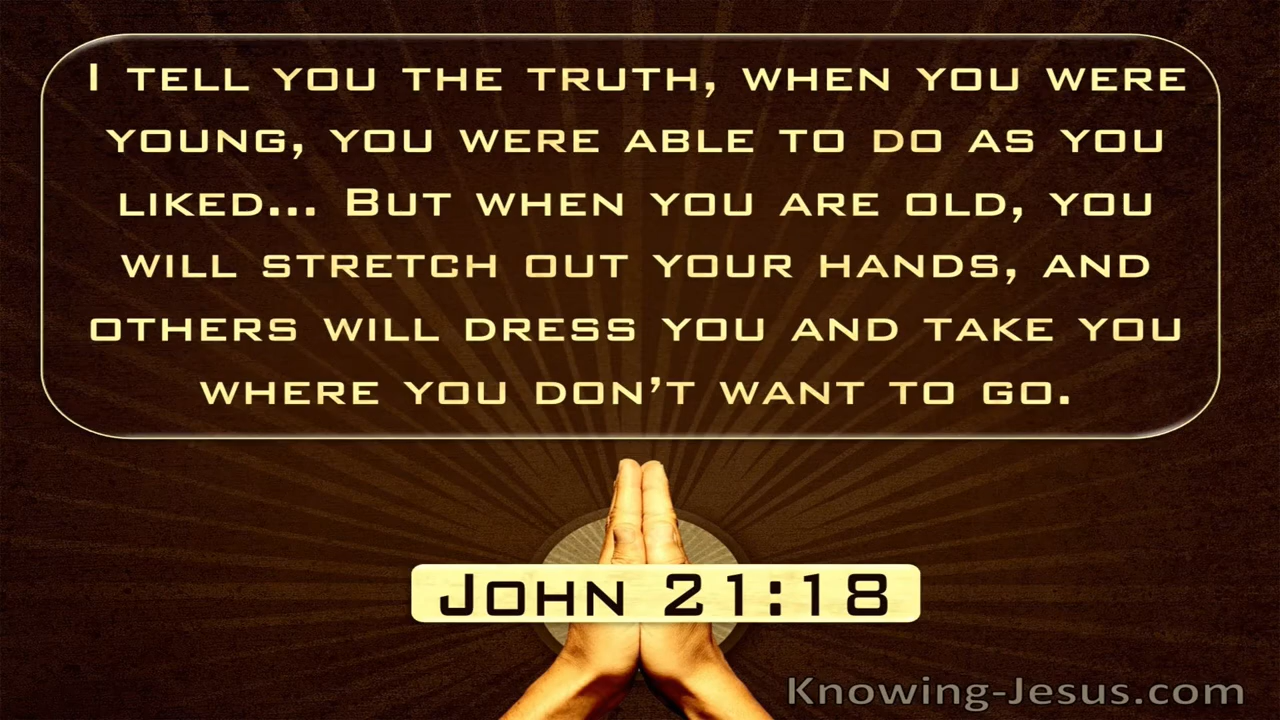 I TELL YOU THE TRUTH, WHEN YOU WERE
YOUNG, YOU WERE ABLE TO DO AS YOU
LIKED... BUT WHEN YOU ARE OLD, YOU
WILL STRETCH OUT YOUR HANDS, AND
OTHERS WILL DRESS YOU AND TAKE YOU
WHERE YOU DON'T WANT TO GO.
JOHN 21:18
Knowing-Jesus.com